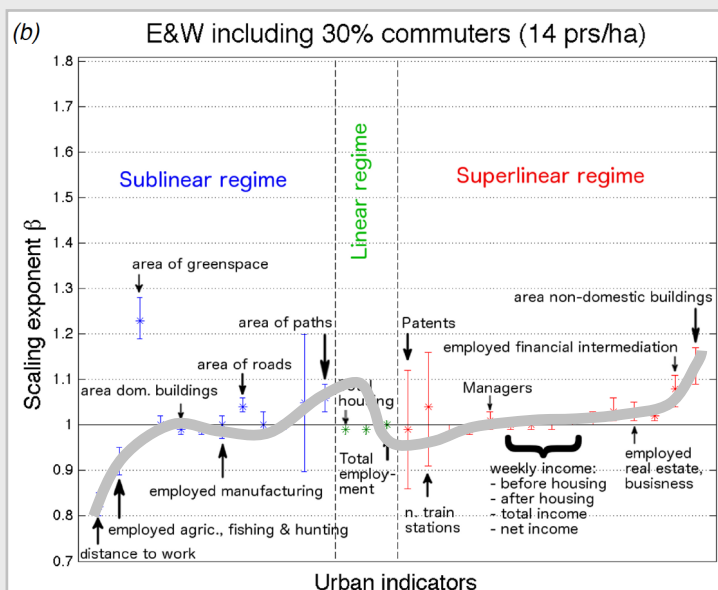 (b)
E&W including 30% commuters (14 prs/ha)
1.8
1.7
1.6
1.5
1.4
1.3
1.2
1.1
1
0.9
0.8
0.7
Scaling exponent β
Sublinear regime
Linear regime
Superlinear regime
area of greenspace
area of paths
Patents
area non-domestic buildings
employed financial intermediation
area of roads
area dom. buildings
Managers
housing
Total
employ-
ment
employed manufacturing
n. train
stations
weekly income:
- before housing
- after housing
- total income
- net income
employed
real estate,
busisness
employed agric., fishing & hunting
distance to work
Urban indicators